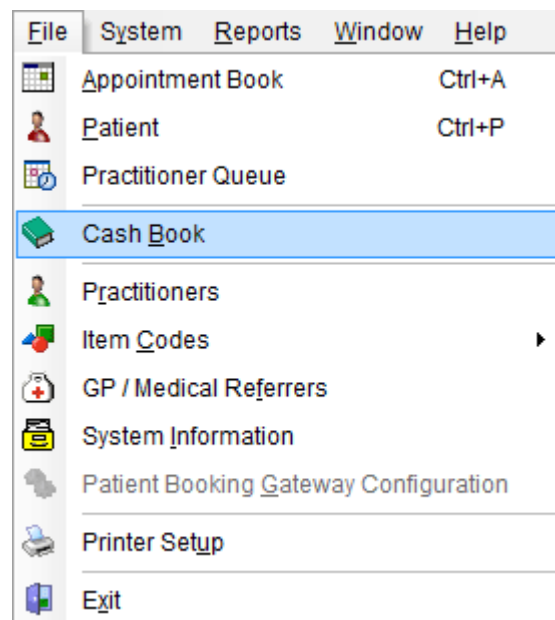 File System Reports Window Help
Appointment Book Ctrl+A
Patient Ctrl+P
Practitioner Queue
Cash Book
Practitioners
Item Codes
GP / Medical Referrers
System Information
Patient Booking Gateway Configuration
Printer Setup
Exit